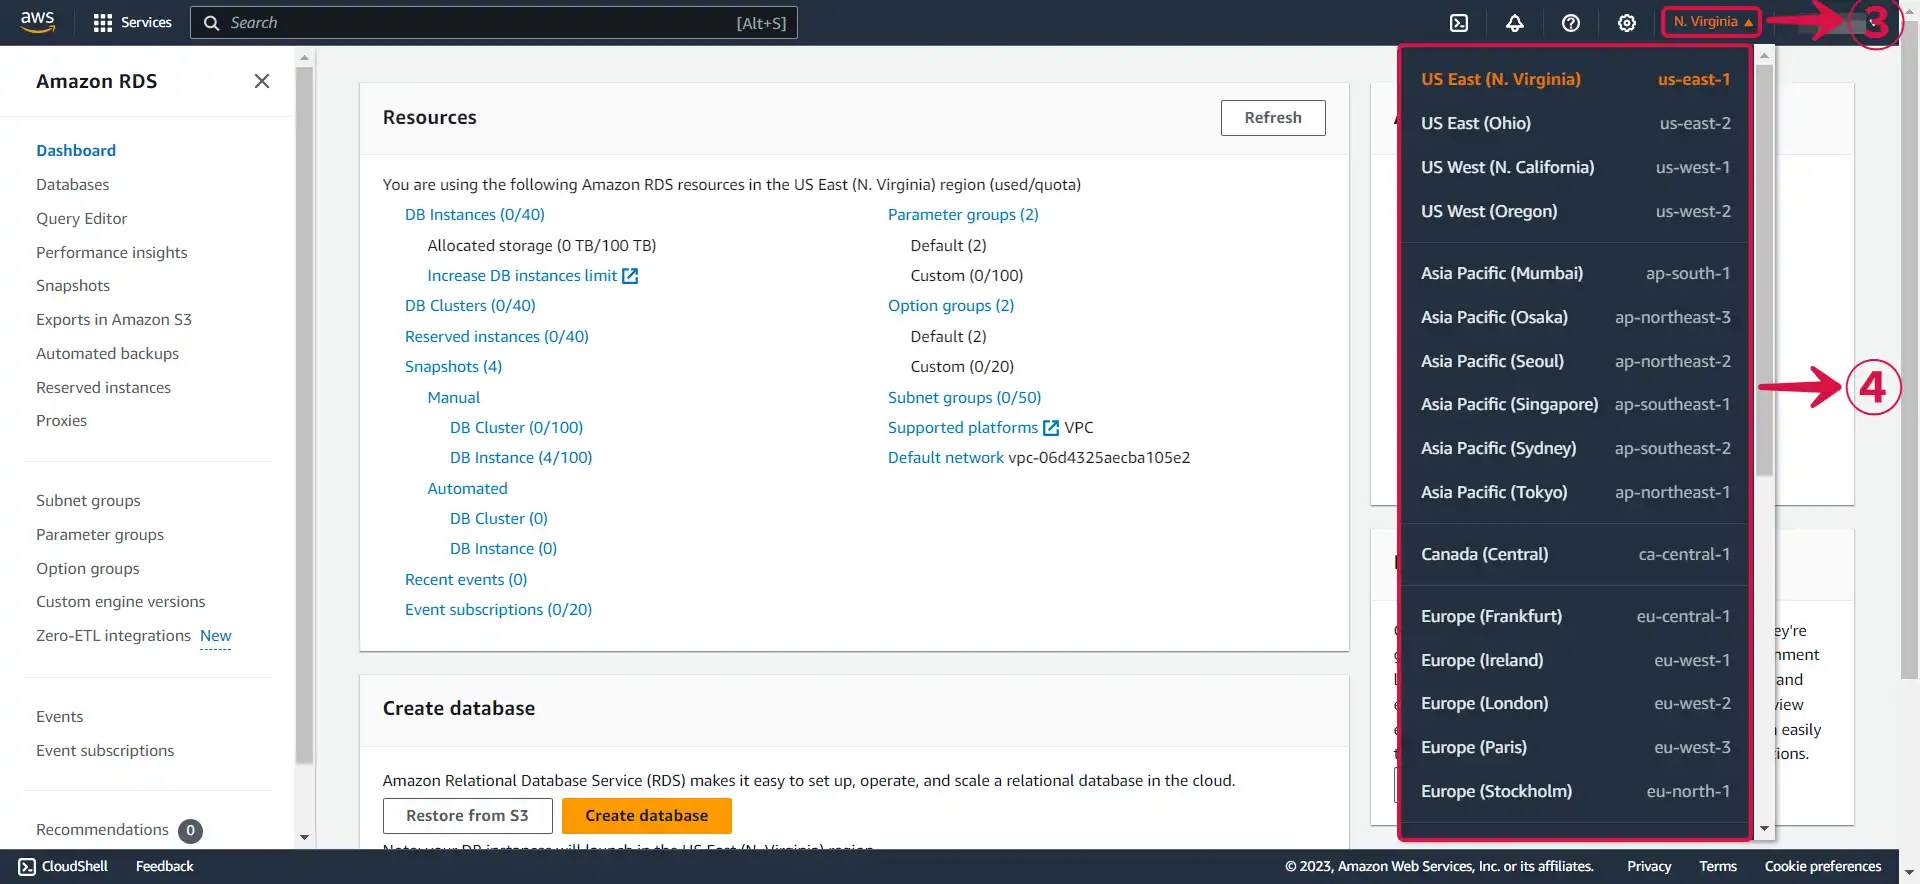 aws
Services
Search
[Alt+S]
N. Virginia
3
Amazon RDS
Dashboard
Databases
Query Editor
Performance insights
Snapshots
Exports in Amazon S3
Automated backups
Reserved instances
Proxies
Subnet groups
Parameter groups
Option groups
Custom engine versions
Zero-ETL integrations New
Events
Event subscriptions
Recommendations 0
Resources
Refresh
You are using the following Amazon RDS resources in the US East (N. Virginia) region (used/quota)
DB Instances (0/40)
Allocated storage (0 TB/100 TB)
Increase DB instances limit
DB Clusters (0/40)
Reserved instances (0/40)
Snapshots (4)
Manual
DB Cluster (0/100)
DB Instance (4/100)
Automated
DB Cluster (0)
DB Instance (0)
Recent events (0)
Event subscriptions (0/20)
Parameter groups (2)
Default (2)
Custom (0/100)
Option groups (2)
Default (2)
Custom (0/20)
Subnet groups (0/50)
Supported platforms VPC
Default network vpc-06d4325aecba105e2
Create database
Amazon Relational Database Service (RDS) makes it easy to set up, operate, and scale a relational database in the cloud.
Restore from S3
Create database
Note: your DB instances will launch in the US East (N. Virginia) region
US East (N. Virginia) us-east-1
US East (Ohio) us-east-2
US West (N. California) us-west-1
US West (Oregon) us-west-2
Asia Pacific (Mumbai) ap-south-1
Asia Pacific (Osaka) ap-northeast-3
Asia Pacific (Seoul) ap-northeast-2
Asia Pacific (Singapore) ap-southeast-1
Asia Pacific (Sydney) ap-southeast-2
Asia Pacific (Tokyo) ap-northeast-1
Canada (Central) ca-central-1
Europe (Frankfurt) eu-central-1
Europe (Ireland) eu-west-1
Europe (London) eu-west-2
Europe (Paris) eu-west-3
Europe (Stockholm) eu-north-1
4
ey're
nment
and
view
easily
ions.
CloudShell
Feedback
© 2023, Amazon Web Services, Inc. or its affiliates.
Privacy
Terms
Cookie preferences